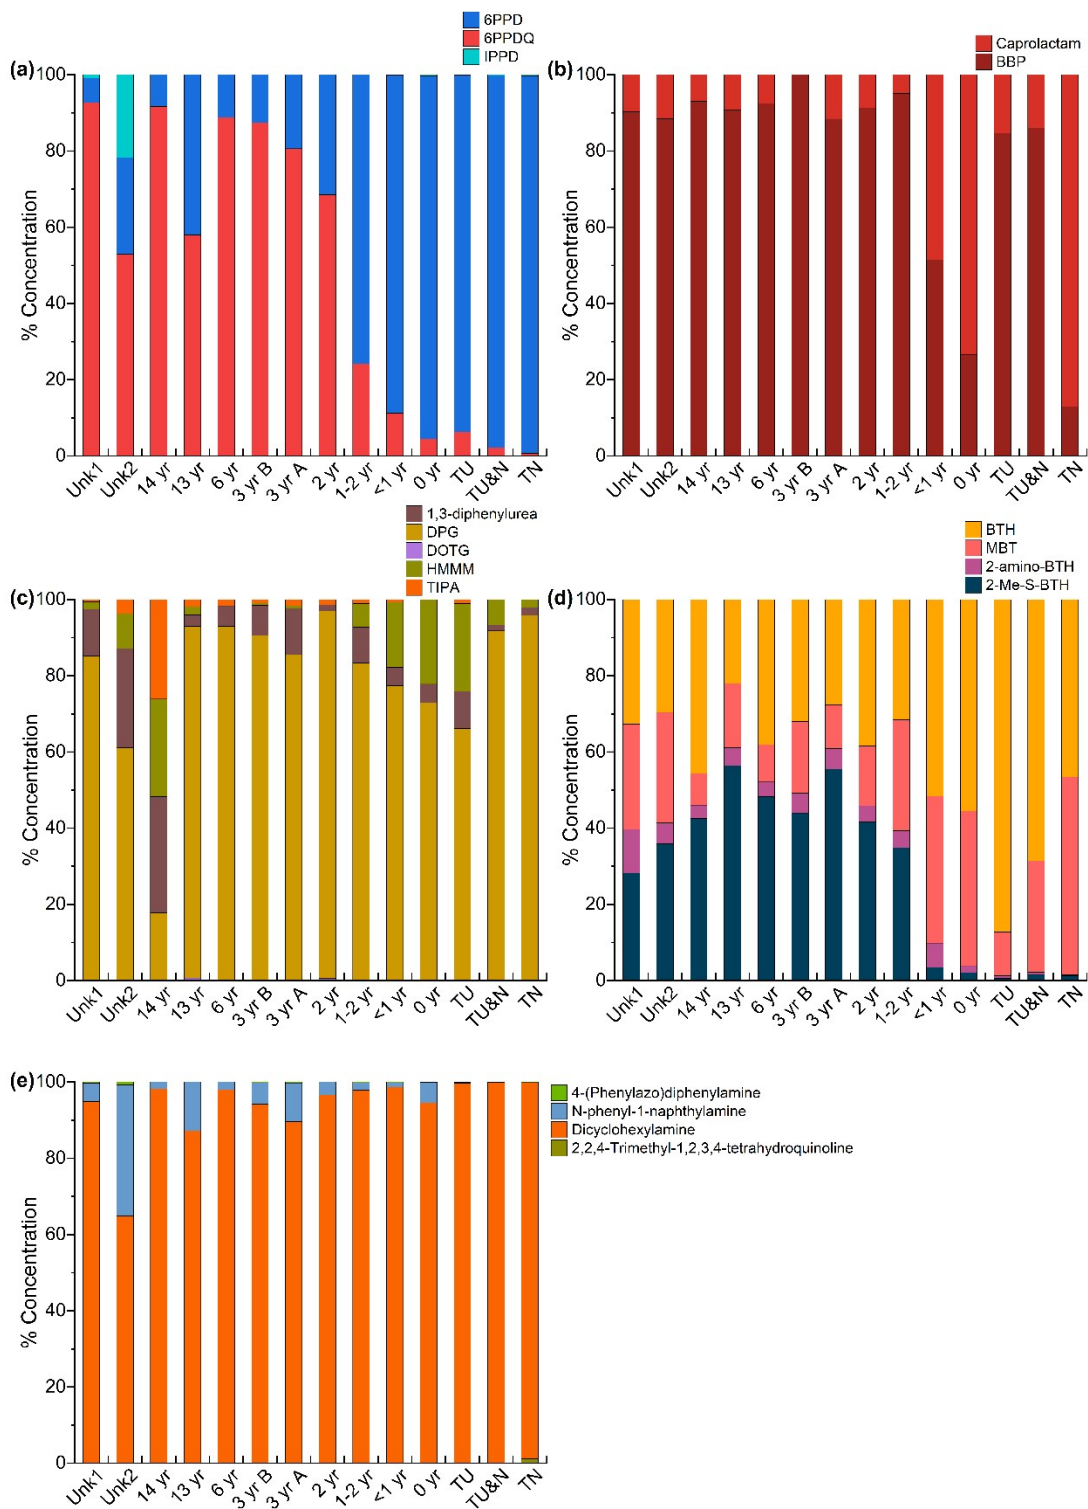 6PPD
6PPDQ
IPPD
(a)
100
80
60
40
20
0
% Concentration
Unk1
Unk2
14 yr
13 yr
6 yr
3 yr B
3 yr A
2 yr
1-2 yr
<1 yr
0 yr
TU
TU&N
TN
Caprolactam
BBP
(b)
100
80
60
40
20
0
% Concentration
Unk1
Unk2
14 yr
13 yr
6 yr
3 yr B
3 yr A
2 yr
1-2 yr
<1 yr
0 yr
TU
TU&N
TN
1,3-diphenylurea
DPG
DOTG
HMMM
TIPA
(c)
100
80
60
40
20
0
% Concentration
Unk1
Unk2
14 yr
13 yr
6 yr
3 yr B
3 yr A
2 yr
1-2 yr
<1 yr
0 yr
TU
TU&N
TN
BTH
MBT
2-amino-BTH
2-Me-S-BTH
(d)
100
80
60
40
20
0
% Concentration
Unk1
Unk2
14 yr
13 yr
6 yr
3 yr B
3 yr A
2 yr
1-2 yr
<1 yr
0 yr
TU
TU&N
TN
(e)
100
80
60
40
20
0
% Concentration
Unk1
Unk2
14 yr
13 yr
6 yr
3 yr B
3 yr A
2 yr
1-2 yr
<1 yr
0 yr
TU
TU&N
TN
4-(Phenylazo)diphenylamine
N-phenyl-1-naphthylamine
Dicyclohexylamine
2,2,4-Trimethyl-1,2,3,4-tetrahydroquinoline